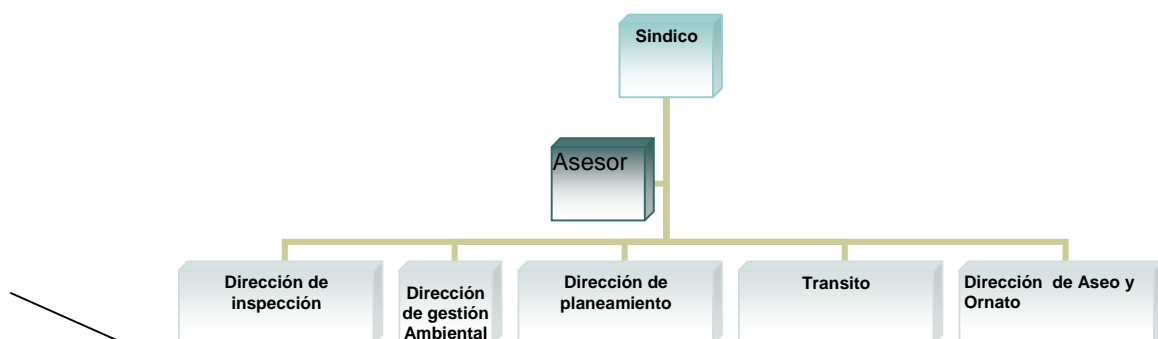 Sindico
Asesor
Dirección de
inspección
Dirección
de gestión
Ambiental
Dirección de
planeamiento
Transito
Dirección de Aseo y
Ornato